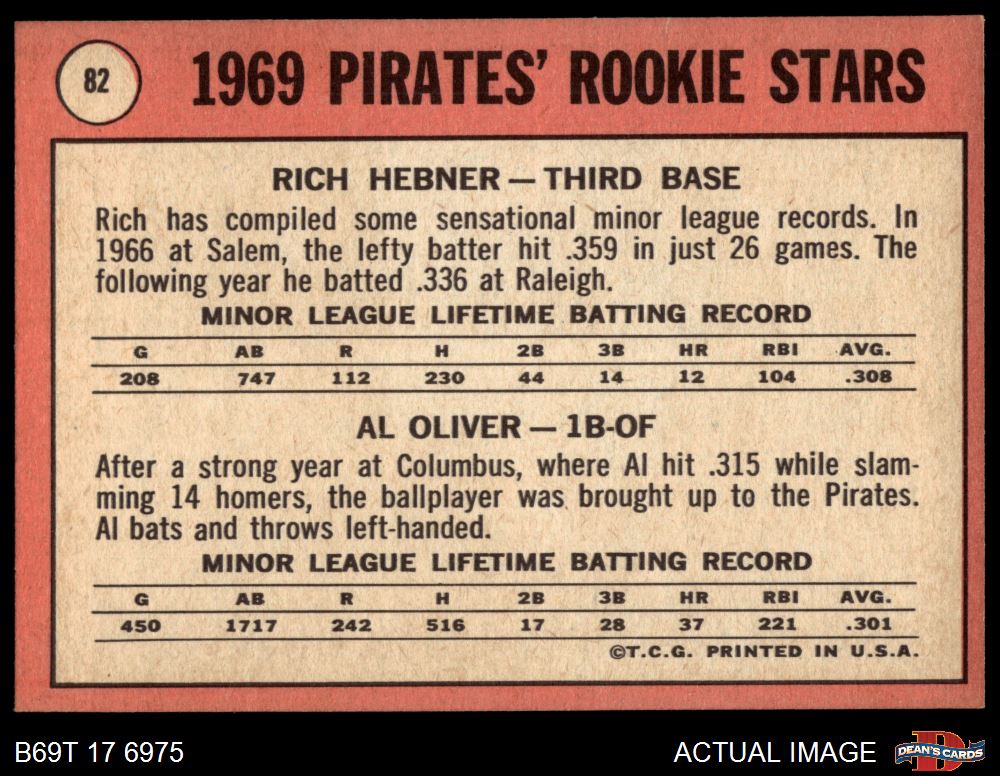 82
1969 PIRATES' ROOKIE STARS
RICH HEBNER — THIRD BASE
Rich has compiled some sensational minor league records. In
1966 at Salem, the lefty batter hit .359 in just 26 games. The
following year he batted .336 at Raleigh.
MINOR LEAGUE LIFETIME BATTING RECORD
G AB R H 2B 3B HR RBI AVG.
208 747 112 230 44 14 12 104 .308
AL OLIVER — 1B-OF
After a strong year at Columbus, where Al hit .315 while slam-
ming 14 homers, the ballplayer was brought up to the Pirates.
Al bats and throws left-handed.
MINOR LEAGUE LIFETIME BATTING RECORD
G AB R H 2B 3B HR RBI AVG.
450 1717 242 516 17 28 37 221 .301
©T.C.G. PRINTED IN U.S.A.
B69T 17 6975
ACTUAL IMAGE
D
DEAN'S CARDS